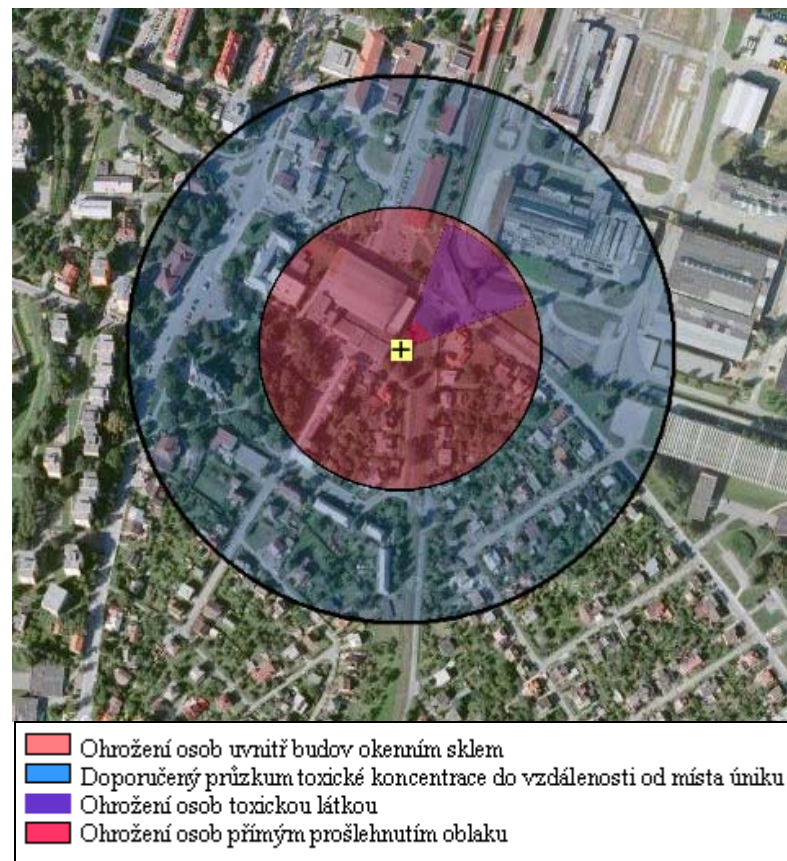 Ohrožení osob uvnitř budov okenním sklem
Doporučený průzkum toxické koncentrace do vzdálenosti od místa úniku
Ohrožení osob toxickou látkou
Ohrožení osob přímým prošlehnutím oblaku